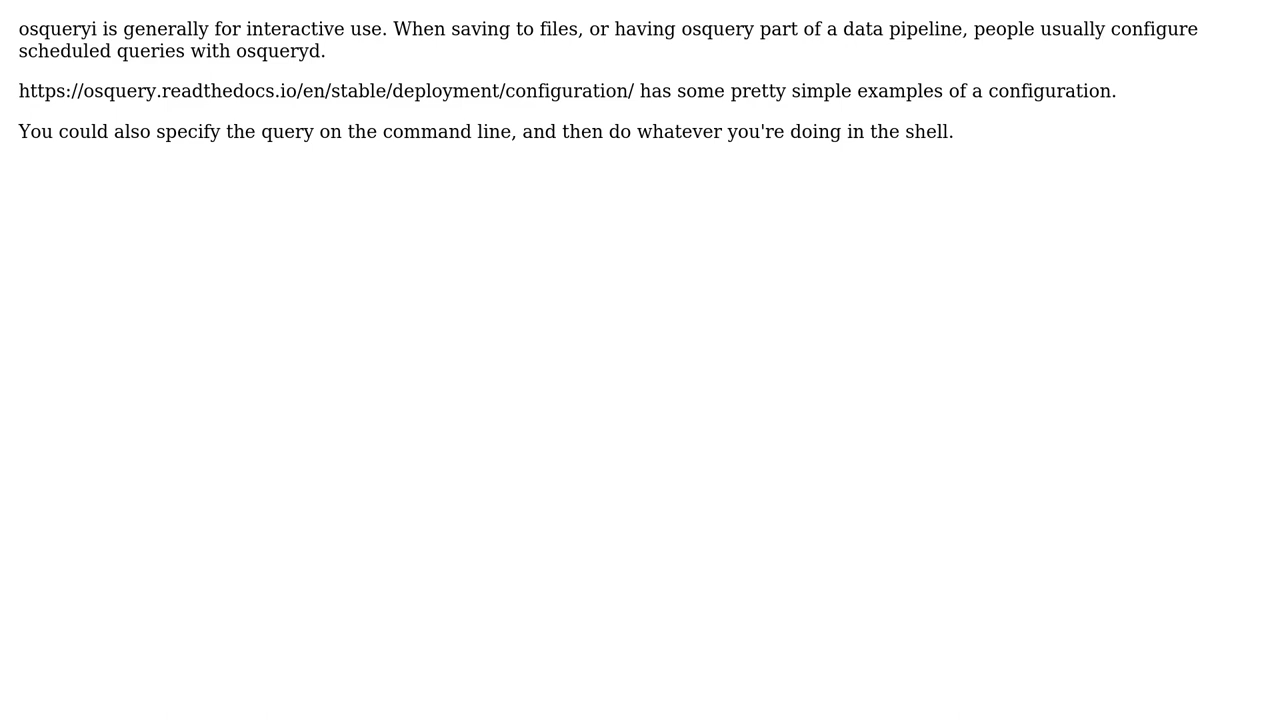 osqueryi is generally for interactive use. When saving to files, or having osquery part of a data pipeline, people usually configure
scheduled queries with osqueryd.
https://osquery.readthedocs.io/en/stable/deployment/configuration/ has some pretty simple examples of a configuration.
You could also specify the query on the command line, and then do whatever you're doing in the shell.